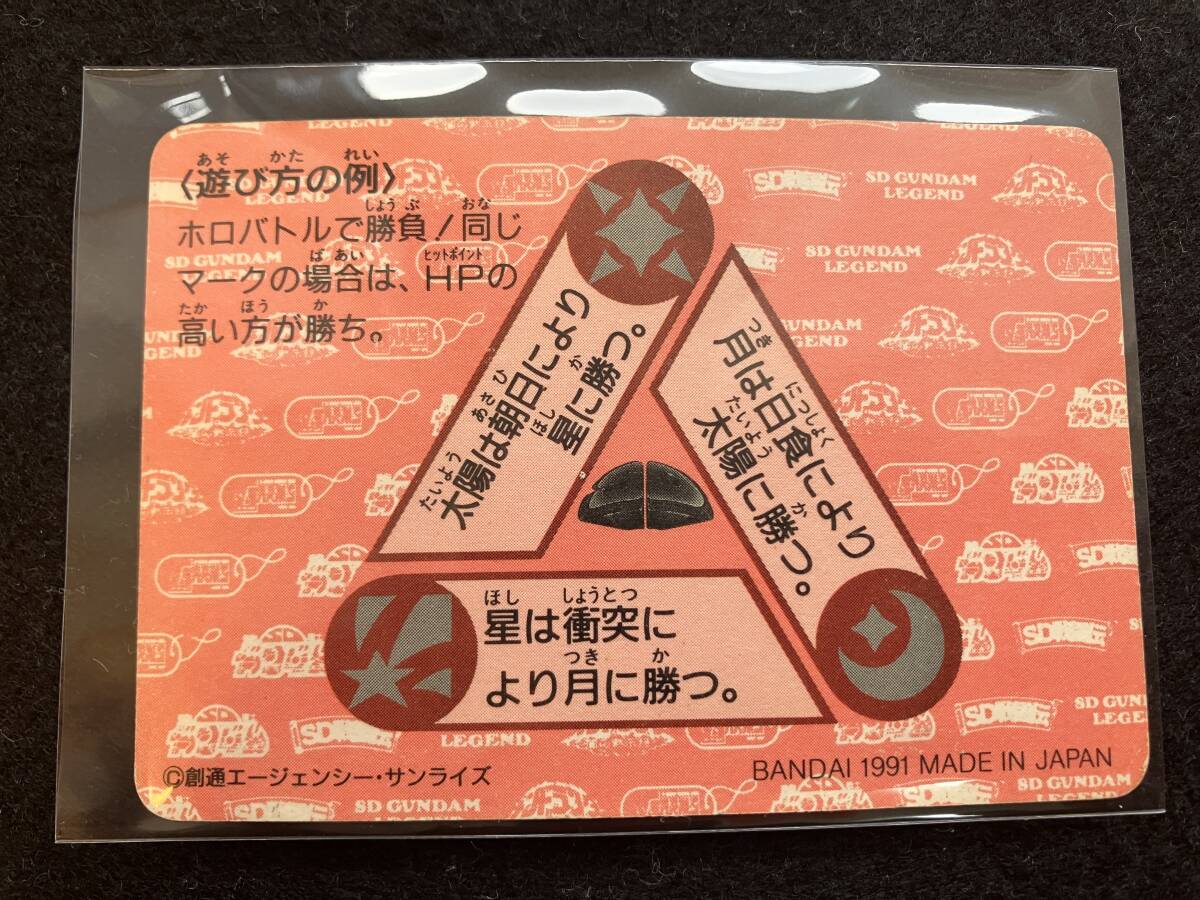 〈遊び方の例〉
ホロバトルで勝負!同じ
マークの場合は、HPの
高い方が勝ち。
太陽は朝日により
星に勝つ。
月は日食により
太陽に勝つ。
星は衝突に
より月に勝つ。
©創通エージェンシー・サンライズ
BANDAI 1991 MADE IN JAPAN
SD GUNDAM
LEGEND